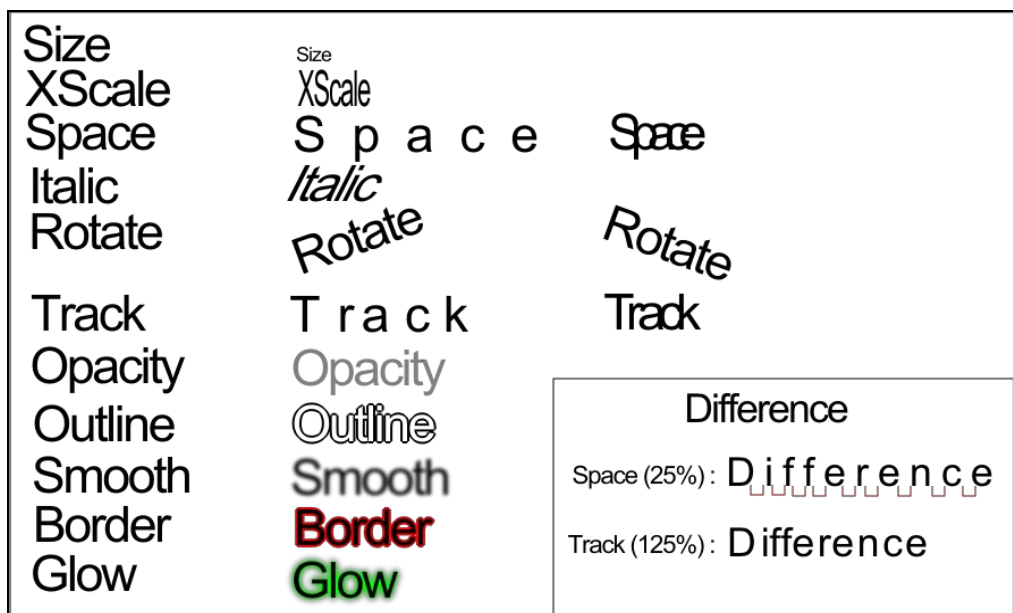 Size Size
XScale XScale
Space S p a c e Space
Italic Italic
Rotate Rotate Rotate
Track T r a c k Track
Opacity Opacity
Outline Outline
Smooth Smooth
Border Border
Glow Glow
Difference
Space (25%) : D i f f e r e n c e
Track (125%) : Difference